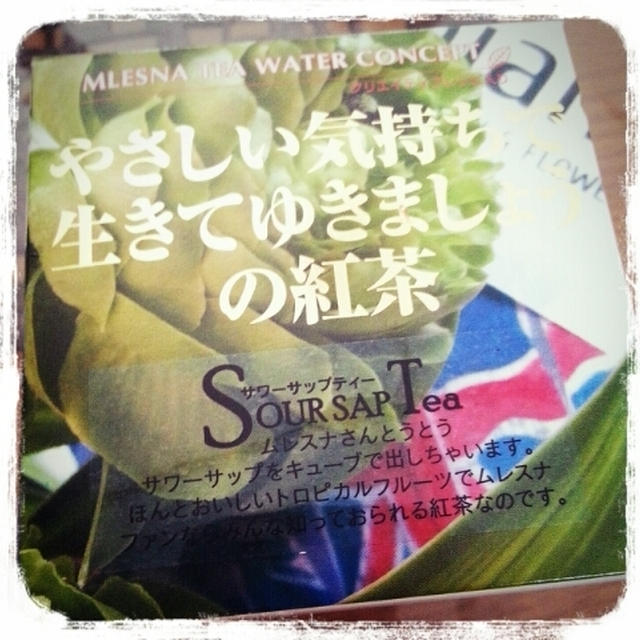 MLESNA TEA WATER CONCEPT
やさしい気持ち
生きてゆきまし
の紅茶
サワーサップティー
SOUR SAP Tea
ムレスナさんとうとう
サワーサップをキューブで出しちゃいます。
ほんとおいしいトロピカルフルーツでムレスナ
ファンならみんな知っておられる紅茶なのです。
FLOWE